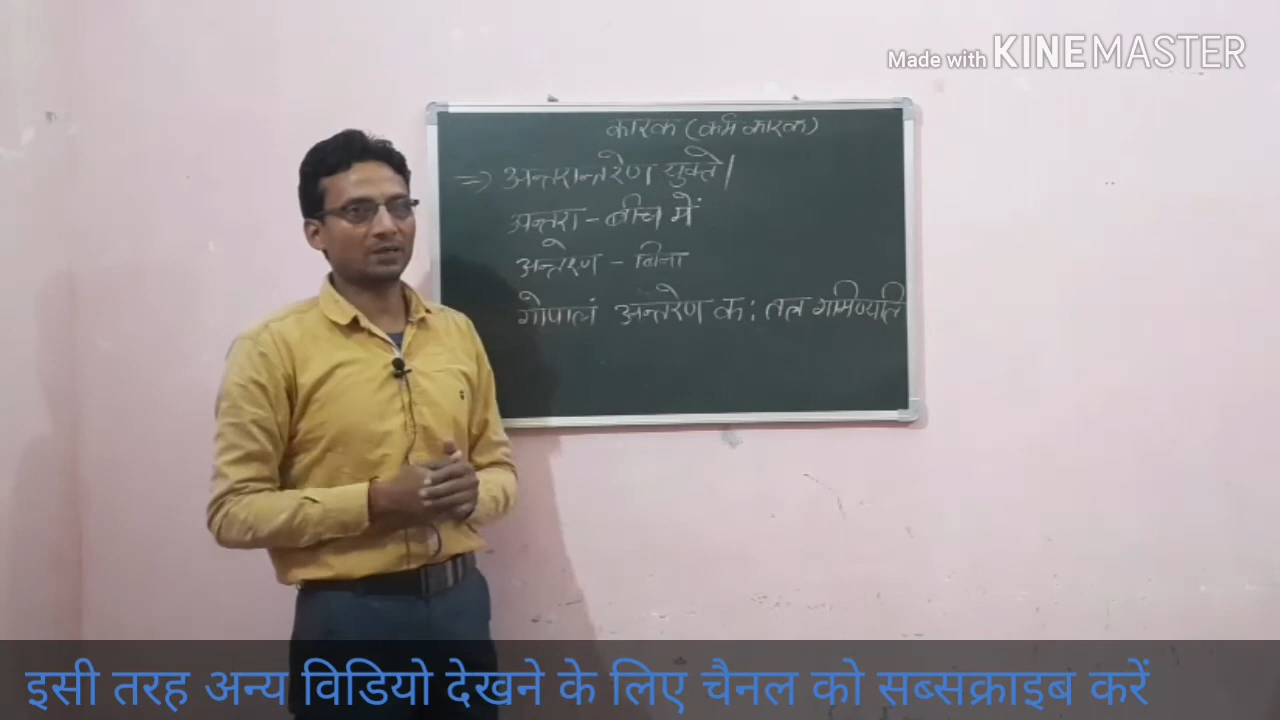 Made with KINEMASTER
कारक (कर्म कारक)
=> अन्तरान्तरेण युक्ते।
अन्तरा - बीच में
अन्तरेण - बिना
गोपालं अन्तरेण क: तत्र गमिष्यति
इसी तरह अन्य विडियो देखने के लिए चैनल को सब्सक्राइब करें